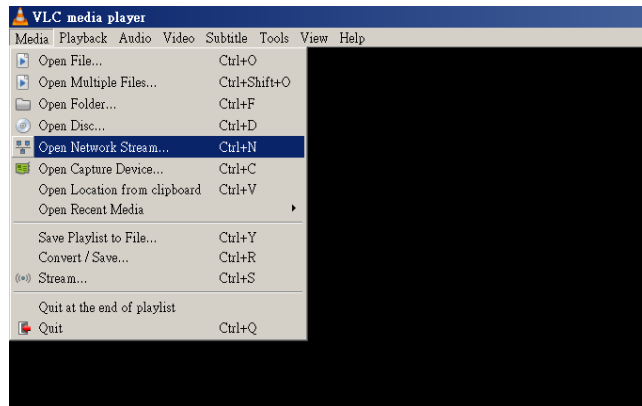 VLC media player
Media Playback Audio Video Subtitle Tools View Help
Open File... Ctrl+O
Open Multiple Files... Ctrl+Shift+O
Open Folder... Ctrl+F
Open Disc... Ctrl+D
Open Network Stream... Ctrl+N
Open Capture Device... Ctrl+C
Open Location from clipboard Ctrl+V
Open Recent Media
Save Playlist to File... Ctrl+Y
Convert / Save... Ctrl+R
Stream... Ctrl+S
Quit at the end of playlist
Quit Ctrl+Q